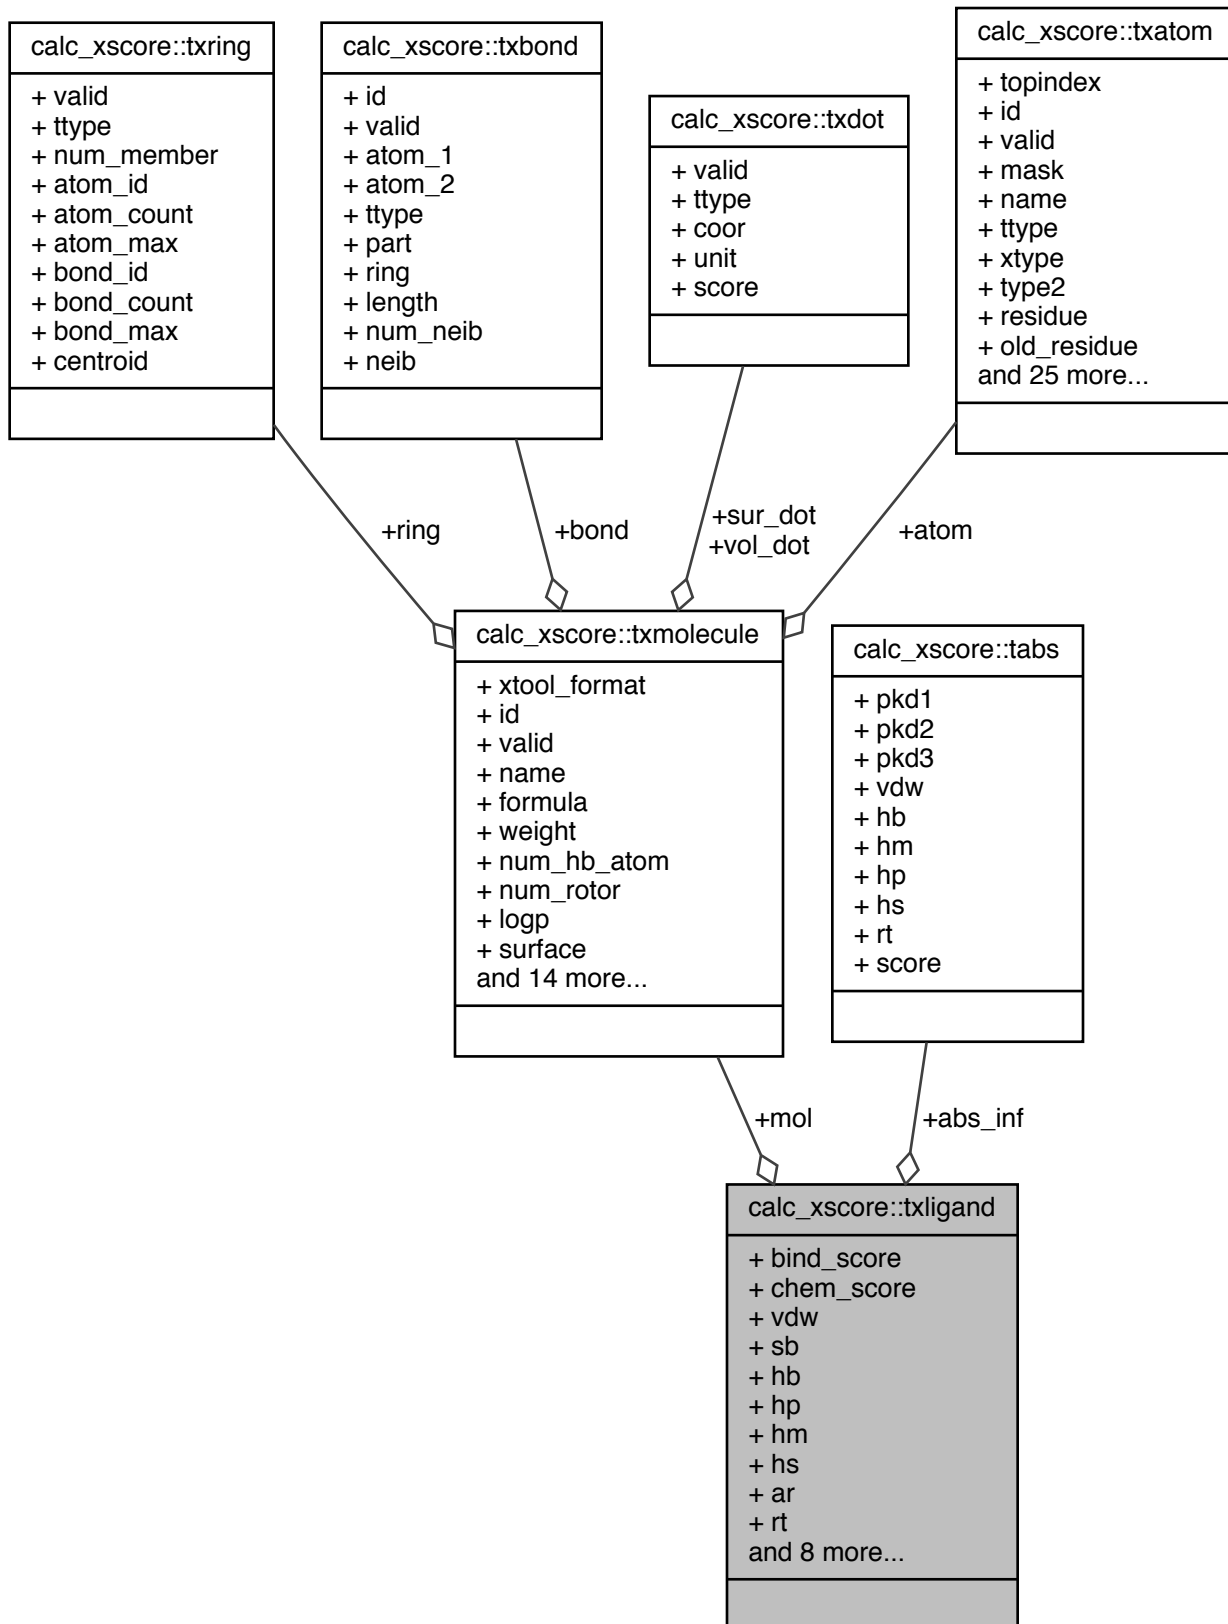 calc_xscore::txring
+ valid
+ ttype
+ num_member
+ atom_id
+ atom_count
+ atom_max
+ bond_id
+ bond_count
+ bond_max
+ centroid
calc_xscore::txbond
+ id
+ valid
+ atom_1
+ atom_2
+ ttype
+ part
+ ring
+ length
+ num_neib
+ neib
calc_xscore::txdot
+ valid
+ ttype
+ coor
+ unit
+ score
calc_xscore::txatom
+ topindex
+ id
+ valid
+ mask
+ name
+ ttype
+ xtype
+ type2
+ residue
+ old_residue
and 25 more...
+ring
+bond
+sur_dot
+vol_dot
+atom
calc_xscore::txmolecule
+ xtool_format
+ id
+ valid
+ name
+ formula
+ weight
+ num_hb_atom
+ num_rotor
+ logp
+ surface
and 14 more...
calc_xscore::tabs
+ pkd1
+ pkd2
+ pkd3
+ vdw
+ hb
+ hm
+ hp
+ hs
+ rt
+ score
+mol
+abs_inf
calc_xscore::txligand
+ bind_score
+ chem_score
+ vdw
+ sb
+ hb
+ hp
+ hm
+ hs
+ ar
+ rt
and 8 more...